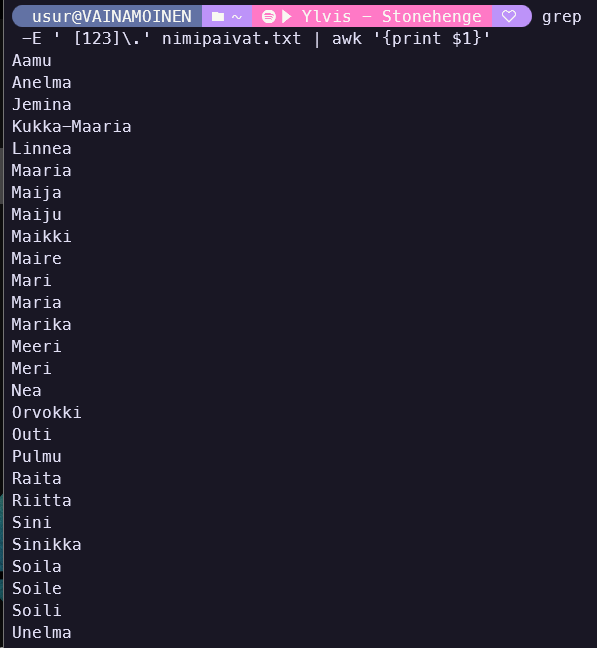 usur@VAINAMOINEN ~ Ylvis – Stonehenge grep
-E ' [123]\.' nimipaivat.txt | awk '{print $1}'
Aamu
Anelma
Jemina
Kukka-Maaria
Linnea
Maaria
Maija
Maiju
Maikki
Maire
Mari
Maria
Marika
Meeri
Meri
Nea
Orvokki
Outi
Pulmu
Raita
Riitta
Sini
Sinikka
Soila
Soile
Soili
Unelma